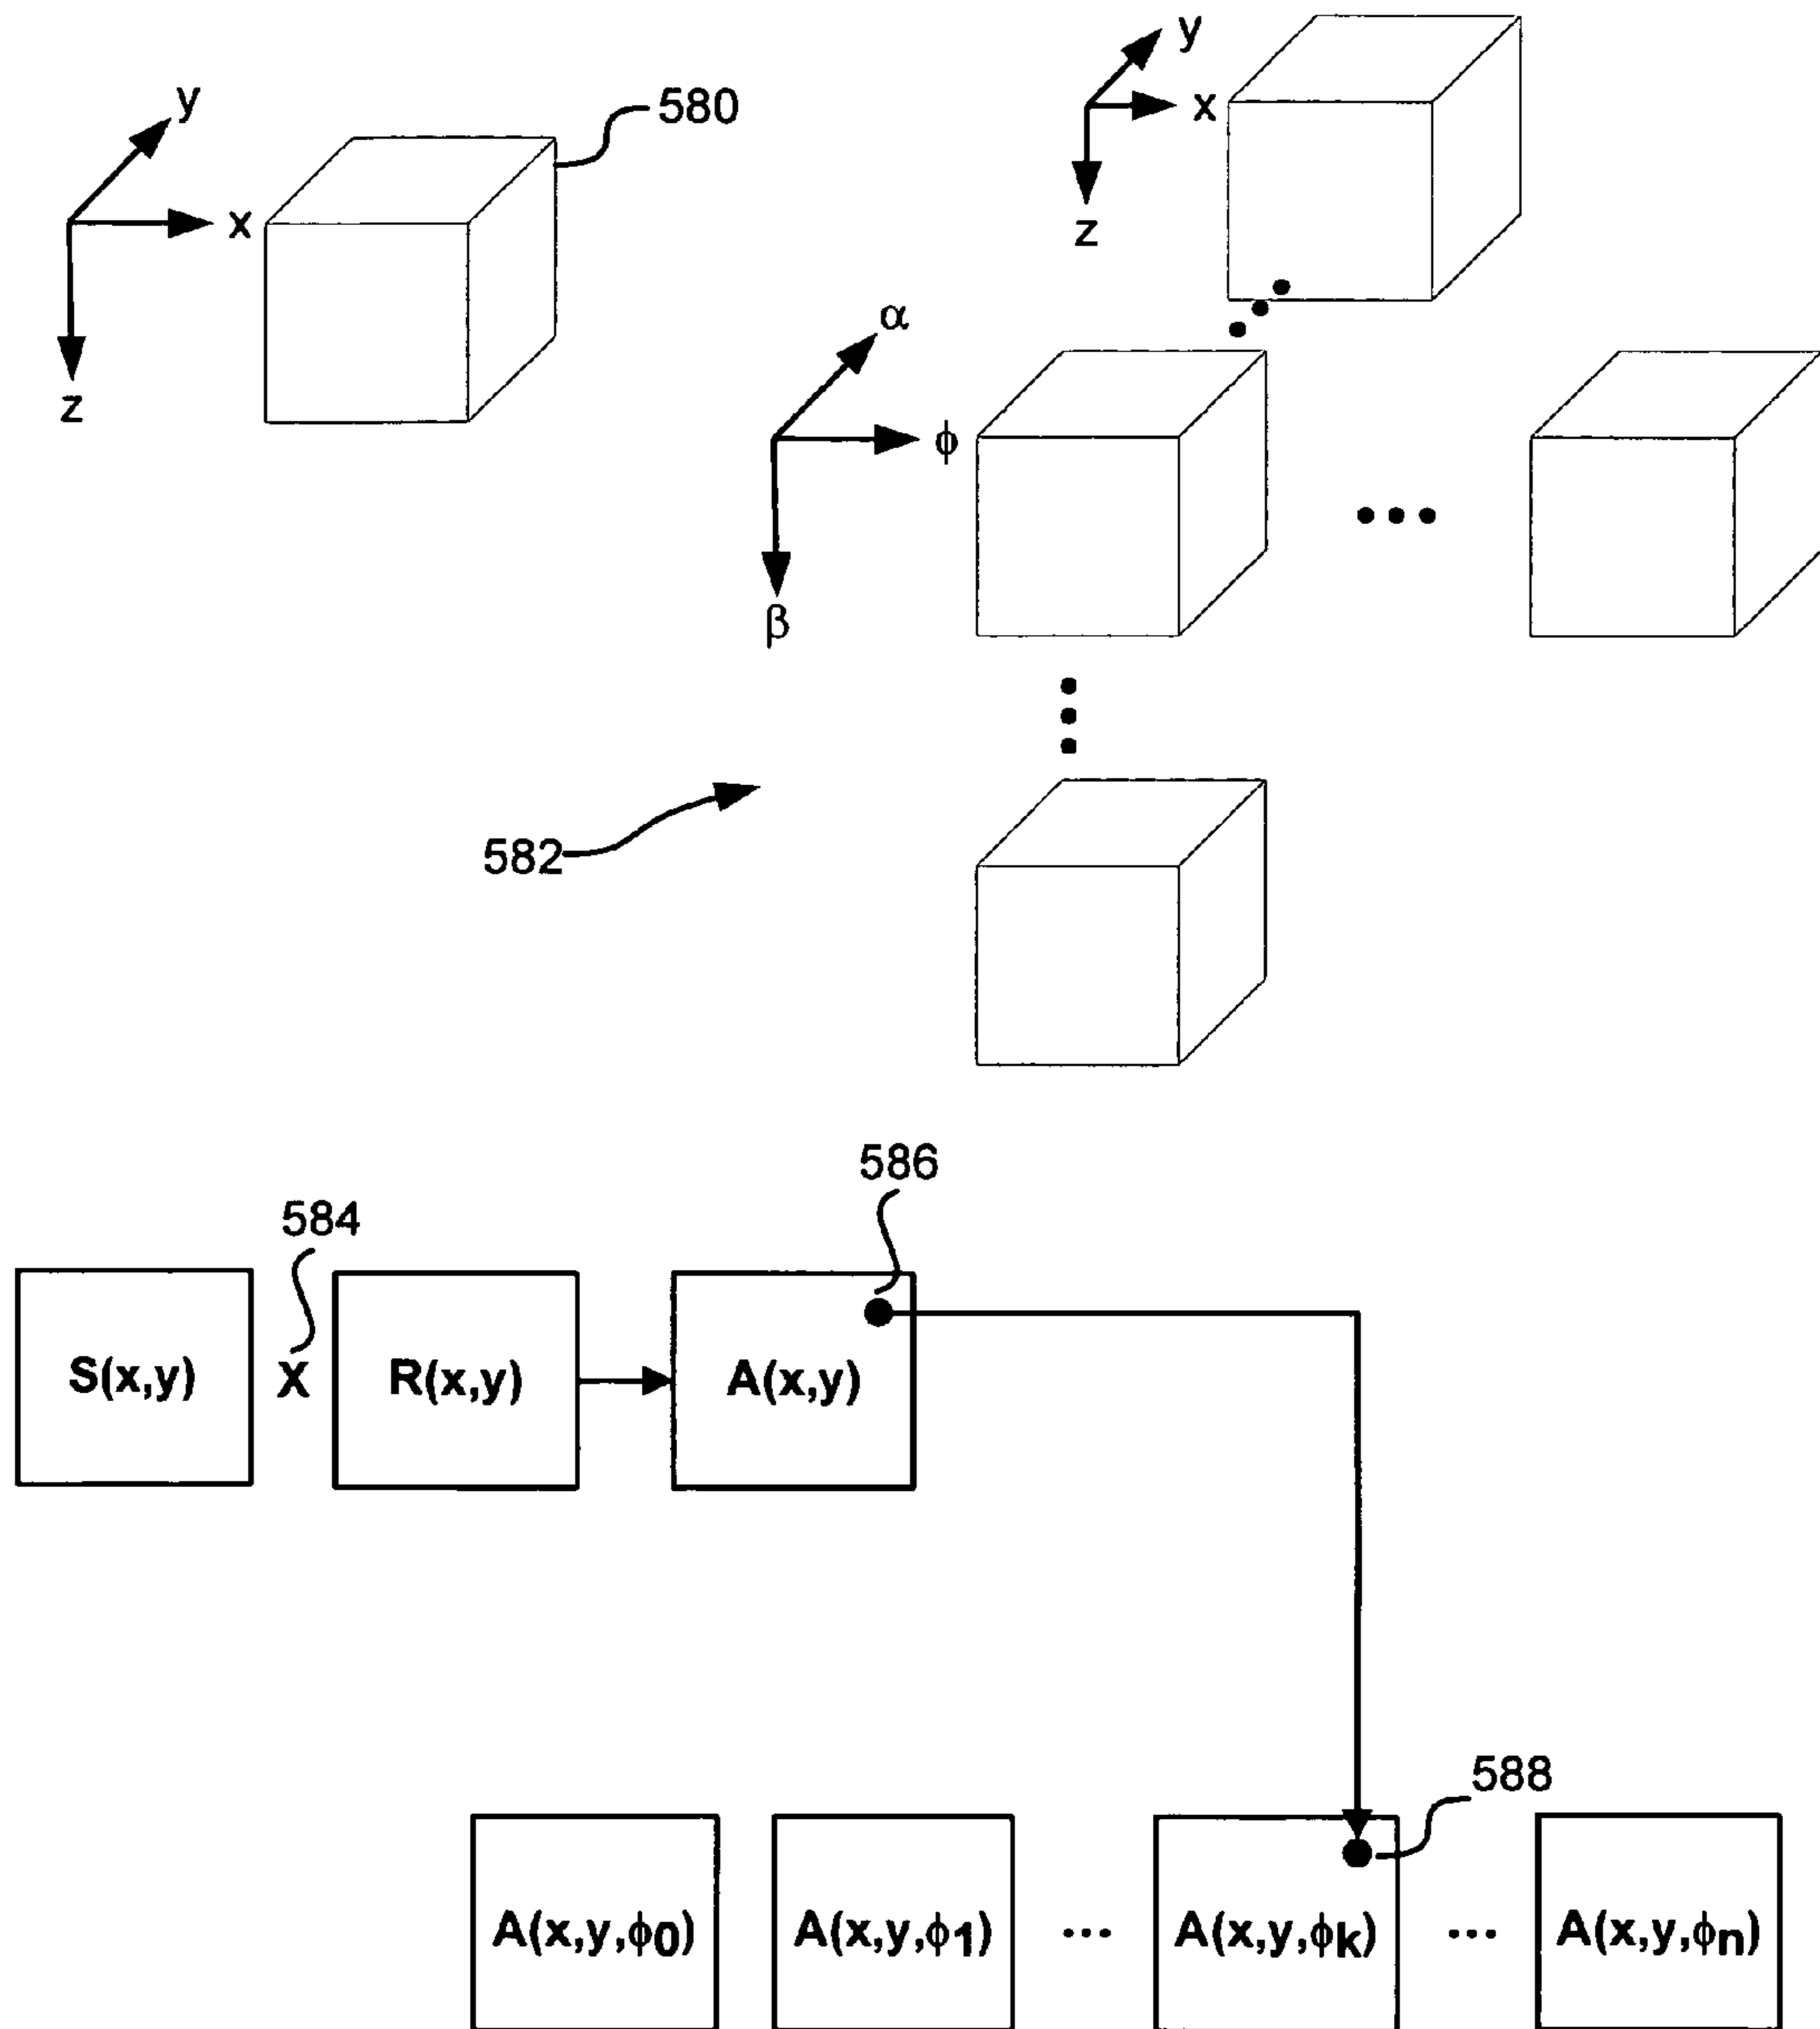 y
580
x
z
y
x
z
α
ϕ
β
582
586
584
S(x,y) X R(x,y) A(x,y)
588
A(x,y,ϕ0) A(x,y,ϕ1) ... A(x,y,ϕk) ... A(x,y,ϕn)